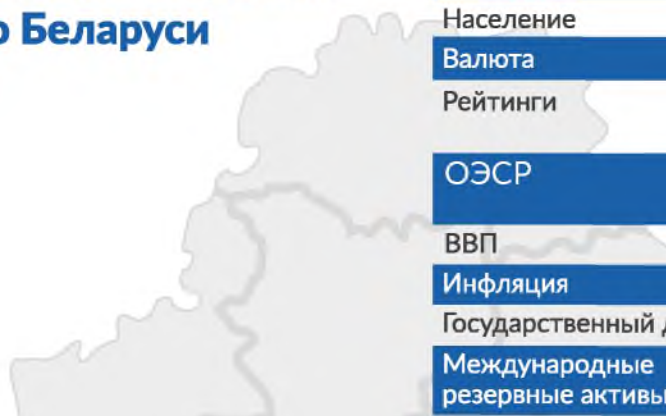 о Беларуси
Население
Валюта
Рейтинги
ОЭСР
ВВП
Инфляция
Государственный
Международные
резервные активы